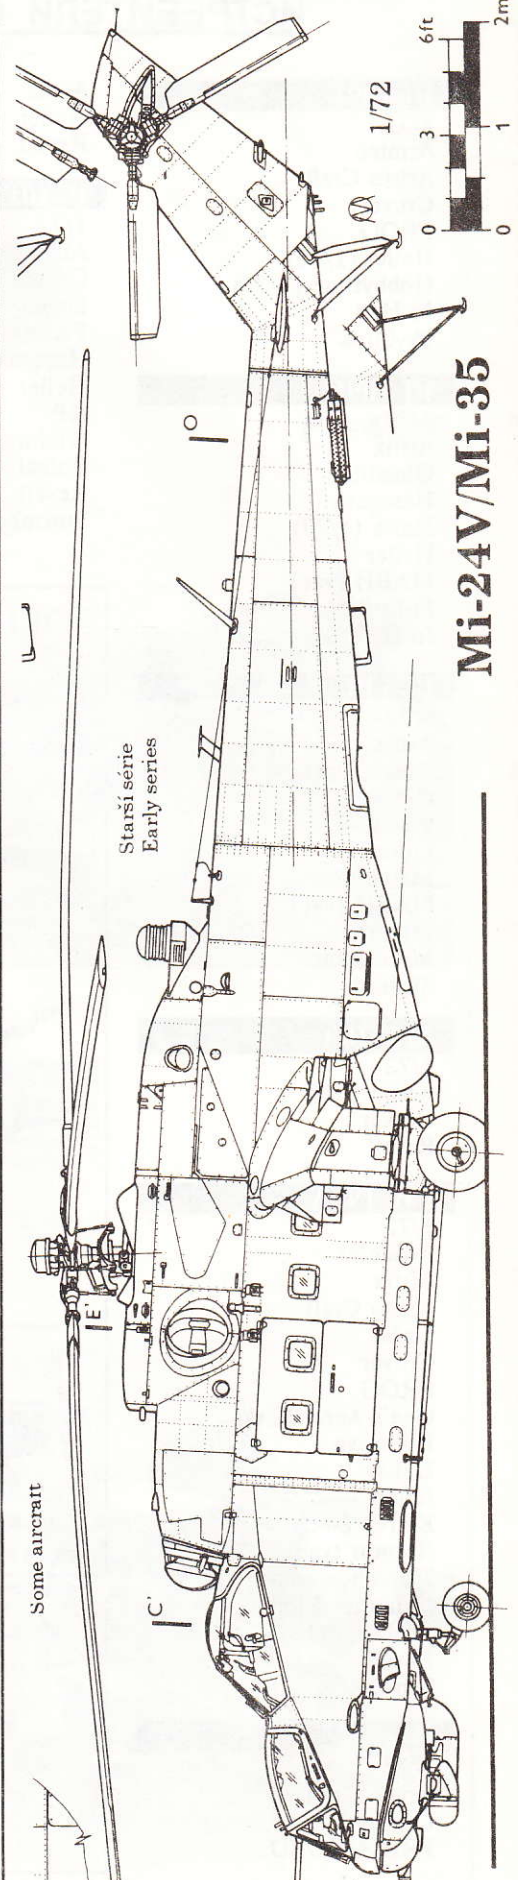 Some aircraft
C'
E'
Starší série
Early series
O
1/72
0 3 6ft
0 1 2m
Mi-24V/Mi-35